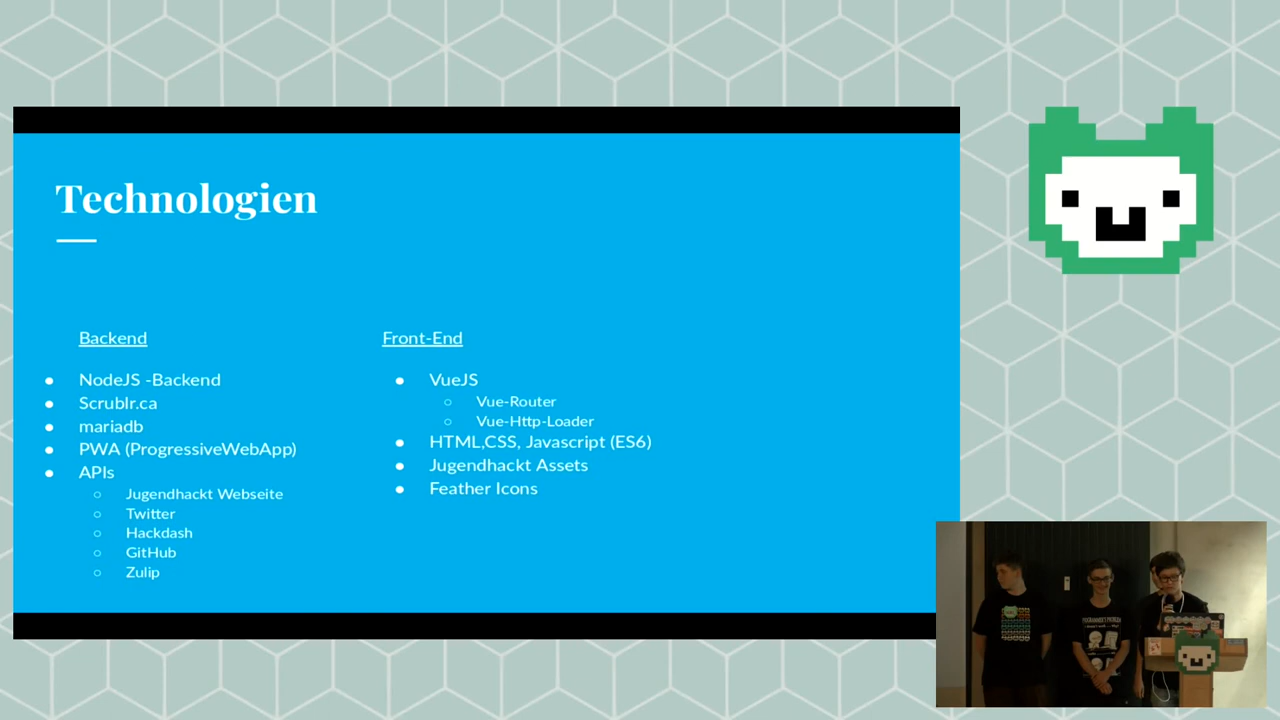 Technologien
Backend
NodeJS -Backend
Scrublr.ca
mariadb
PWA (ProgressiveWebApp)
APIs
Jugendhackt Webseite
Twitter
Hackdash
GitHub
Zulip
Front-End
VueJS
Vue-Router
Vue-Http-Loader
HTML,CSS, Javascript (ES6)
Jugendhackt Assets
Feather Icons